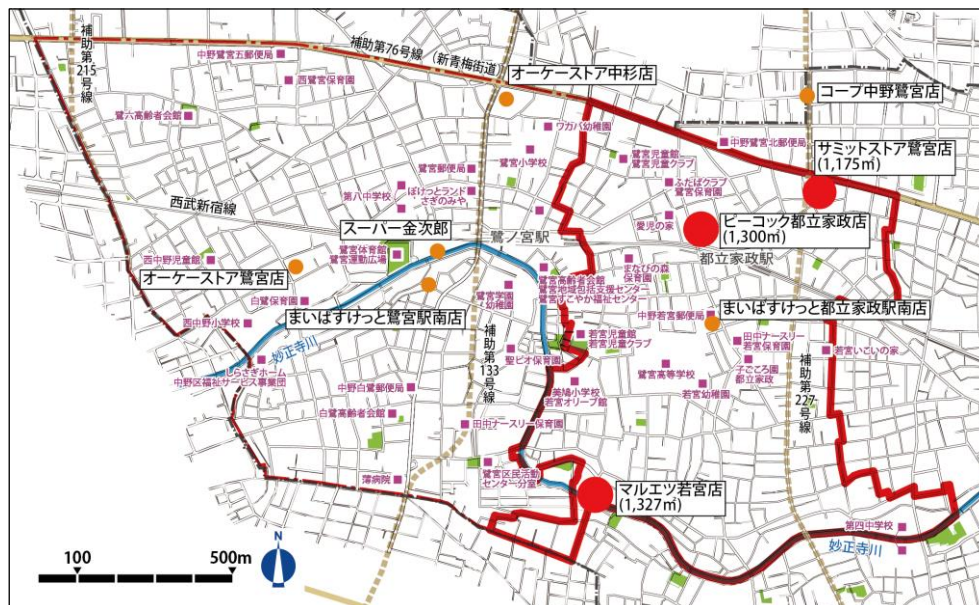 補助第215号線
中野鷺宮五郵便局
西鷺宮保育園
鷺六高齢者会館
補助第76号線（新青梅街道）
オーケーストア中杉店
コープ中野鷺宮店
サミットストア鷺宮店
(1,175㎡)
ワカバ幼稚園
中野鷺宮北郵便局
鷺宮小学校
鷺宮児童館
鷺宮児童クラブ
鷺宮郵便局
ふたばクラブ
鷺宮保育園
第八中学校
ぽけっとランド
さぎのみや
西武新宿線
愛児の家
ピーコック都立家政店
(1,300㎡)
スーパー金次郎
鷺ノ宮駅
都立家政駅
鷺宮体育館
鷺宮運動広場
西中野児童館
オーケーストア鷺宮店
まなびの森
保育園
鷺宮高齢者会館
鷺宮地域包括支援センター
鷺宮すこやか福祉センター
鷺宮学園
幼稚園
白鷺保育園
まいばすけっと鷺宮駅南店
まいばすけっと都立家政駅南店
中野若宮郵便局
西中野小学校
妙正寺川
若宮児童館
若宮児童クラブ
田中ナースリー
若宮保育園
若宮いこいの家
補助第133号線
聖ピオ保育園
しらさぎホーム
中野区福祉サービス事業団
鷺宮高等学校
子ごころ園
都立家政
中野白鷺郵便局
美鳩小学校
若宮オリーブ館
若宮幼稚園
補助第227号線
白鷺高齢者会館
田中ナースリー保育園
薄病院
鷺宮区民活動
センター分室
マルエツ若宮店
(1,327㎡)
第四中学校
妙正寺川
100
500m
N